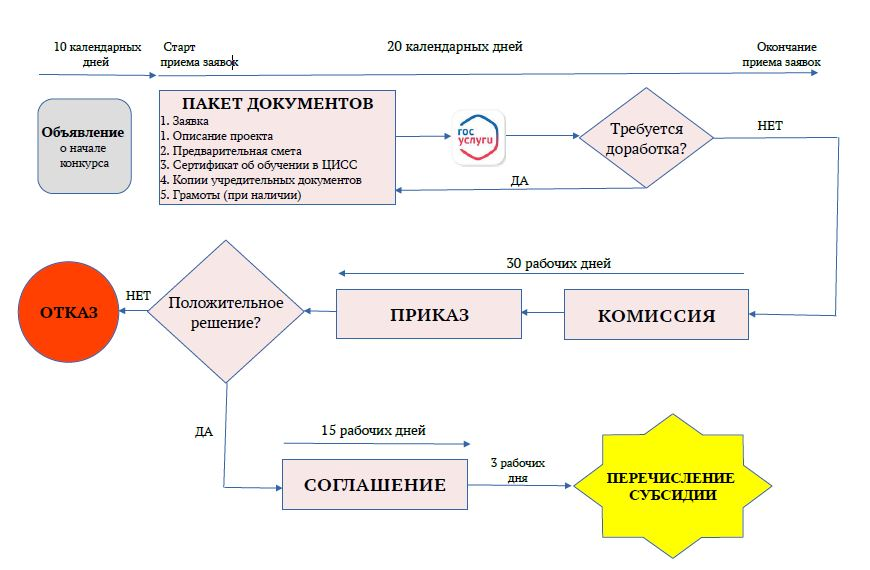 10 календарных
дней
Старт
приема заявок
20 календарных дней
Окончание
приема заявок
Объявление
о начале
конкурса
ПАКЕТ ДОКУМЕНТОВ
1. Заявка
1. Описание проекта
2. Предварительная смета
3. Сертификат об обучении в ЦИСС
4. Копии учредительных документов
5. Грамоты (при наличии)
гос
услуги
Требуется
доработка?
НЕТ
ДА
30 рабочих дней
ОТКАЗ
НЕТ
Положительное
решение?
ПРИКАЗ
КОМИССИЯ
ДА
15 рабочих дней
СОГЛАШЕНИЕ
3 рабочих
дня
ПЕРЕЧИСЛЕНИЕ
СУБСИДИИ